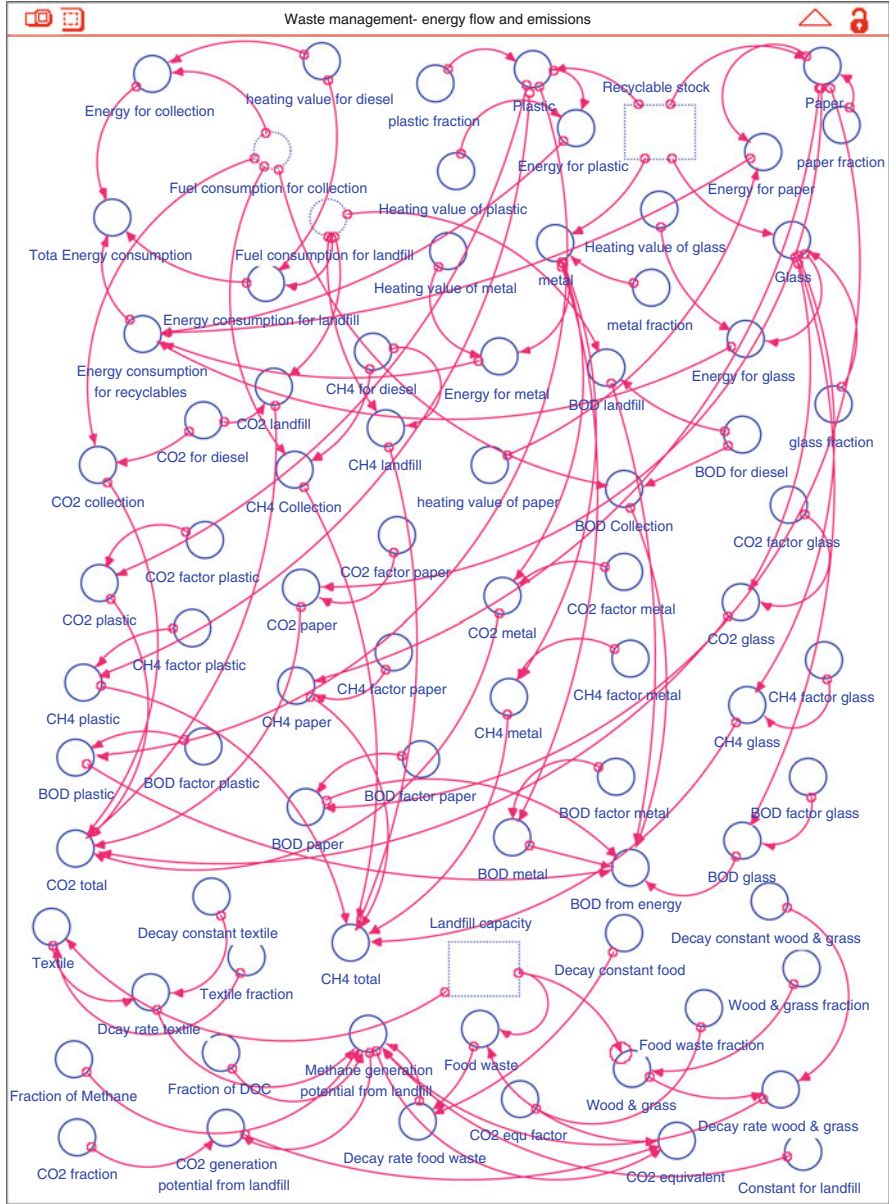 Waste management- energy flow and emissions
Energy for collection
heating value for diesel
plastic fraction
Plastic
Recyclable stock
Paper
paper fraction
Energy for plastic
Energy for paper
Fuel consumption for collection
Heating value of plastic
Tota Energy consumption
Fuel consumption for landfill
Heating value of metal
metal
Heating value of glass
Glass
metal fraction
Energy consumption for landfill
Energy consumption
for recyclables
CH4 for diesel
Energy for metal
BOD landfill
Energy for glass
glass fraction
CO2 landfill
CO2 for diesel
CH4 landfill
BOD for diesel
CO2 collection
CH4 Collection
heating value of paper
BOD Collection
CO2 factor glass
CO2 factor plastic
CO2 factor paper
CO2 factor metal
CO2 plastic
CO2 paper
CO2 metal
CO2 glass
CH4 factor plastic
CH4 factor paper
CH4 factor metal
CH4 factor glass
CH4 plastic
CH4 paper
CH4 metal
CH4 glass
BOD plastic
BOD factor plastic
BOD factor paper
BOD factor metal
BOD factor glass
BOD paper
BOD metal
BOD glass
CO2 total
BOD from energy
Landfill capacity
Decay constant textile
Decay constant wood & grass
Textile
Textile fraction
CH4 total
Decay constant food
Dcay rate textile
Wood & grass fraction
Food waste fraction
Food waste
Methane generation
potential from landfill
Fraction of Methane
Fraction of DOC
Wood & grass
CO2 equ factor
Decay rate wood & grass
CO2 fraction
CO2 generation
potential from landfill
Decay rate food waste
CO2 equivalent
Constant for landfill